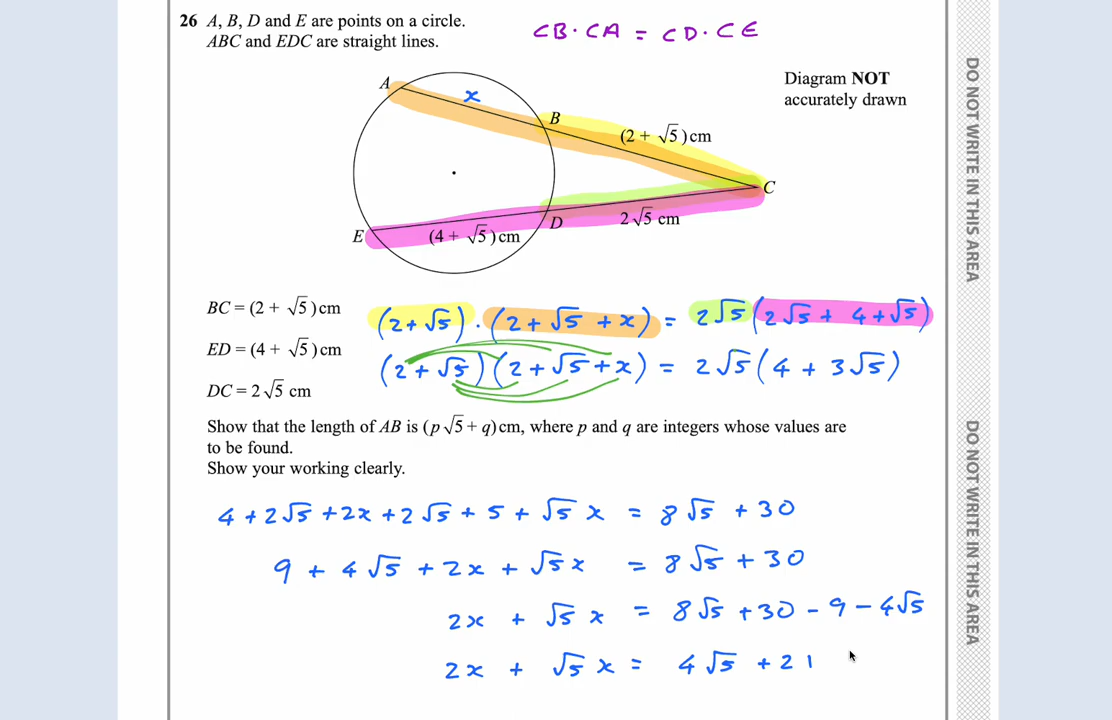 26 A, B, D and E are points on a circle.
ABC and EDC are straight lines.
CB · CA = CD · CE
Diagram NOT
accurately drawn
A
x
B
(2 + √5) cm
C
2√5 cm
D
E
(4 + √5) cm
BC = (2 + √5) cm
(2+√5) · (2+√5 + x) = 2√5 (2√5 + 4+√5)
ED = (4 + √5) cm
(2+√5)(2+√5+x) = 2√5(4 + 3√5)
DC = 2√5 cm
Show that the length of AB is (p√5 + q) cm, where p and q are integers whose values are
to be found.
Show your working clearly.
4 + 2√5 + 2x + 2√5 + 5 + √5 x = 8√5 + 30
9 + 4√5 + 2x + √5 x = 8√5 + 30
2x + √5 x = 8√5 + 30 - 9 - 4√5
2x + √5 x = 4√5 + 21
DO NOT WRITE IN THIS AREA
DO NOT WRITE IN THIS AREA